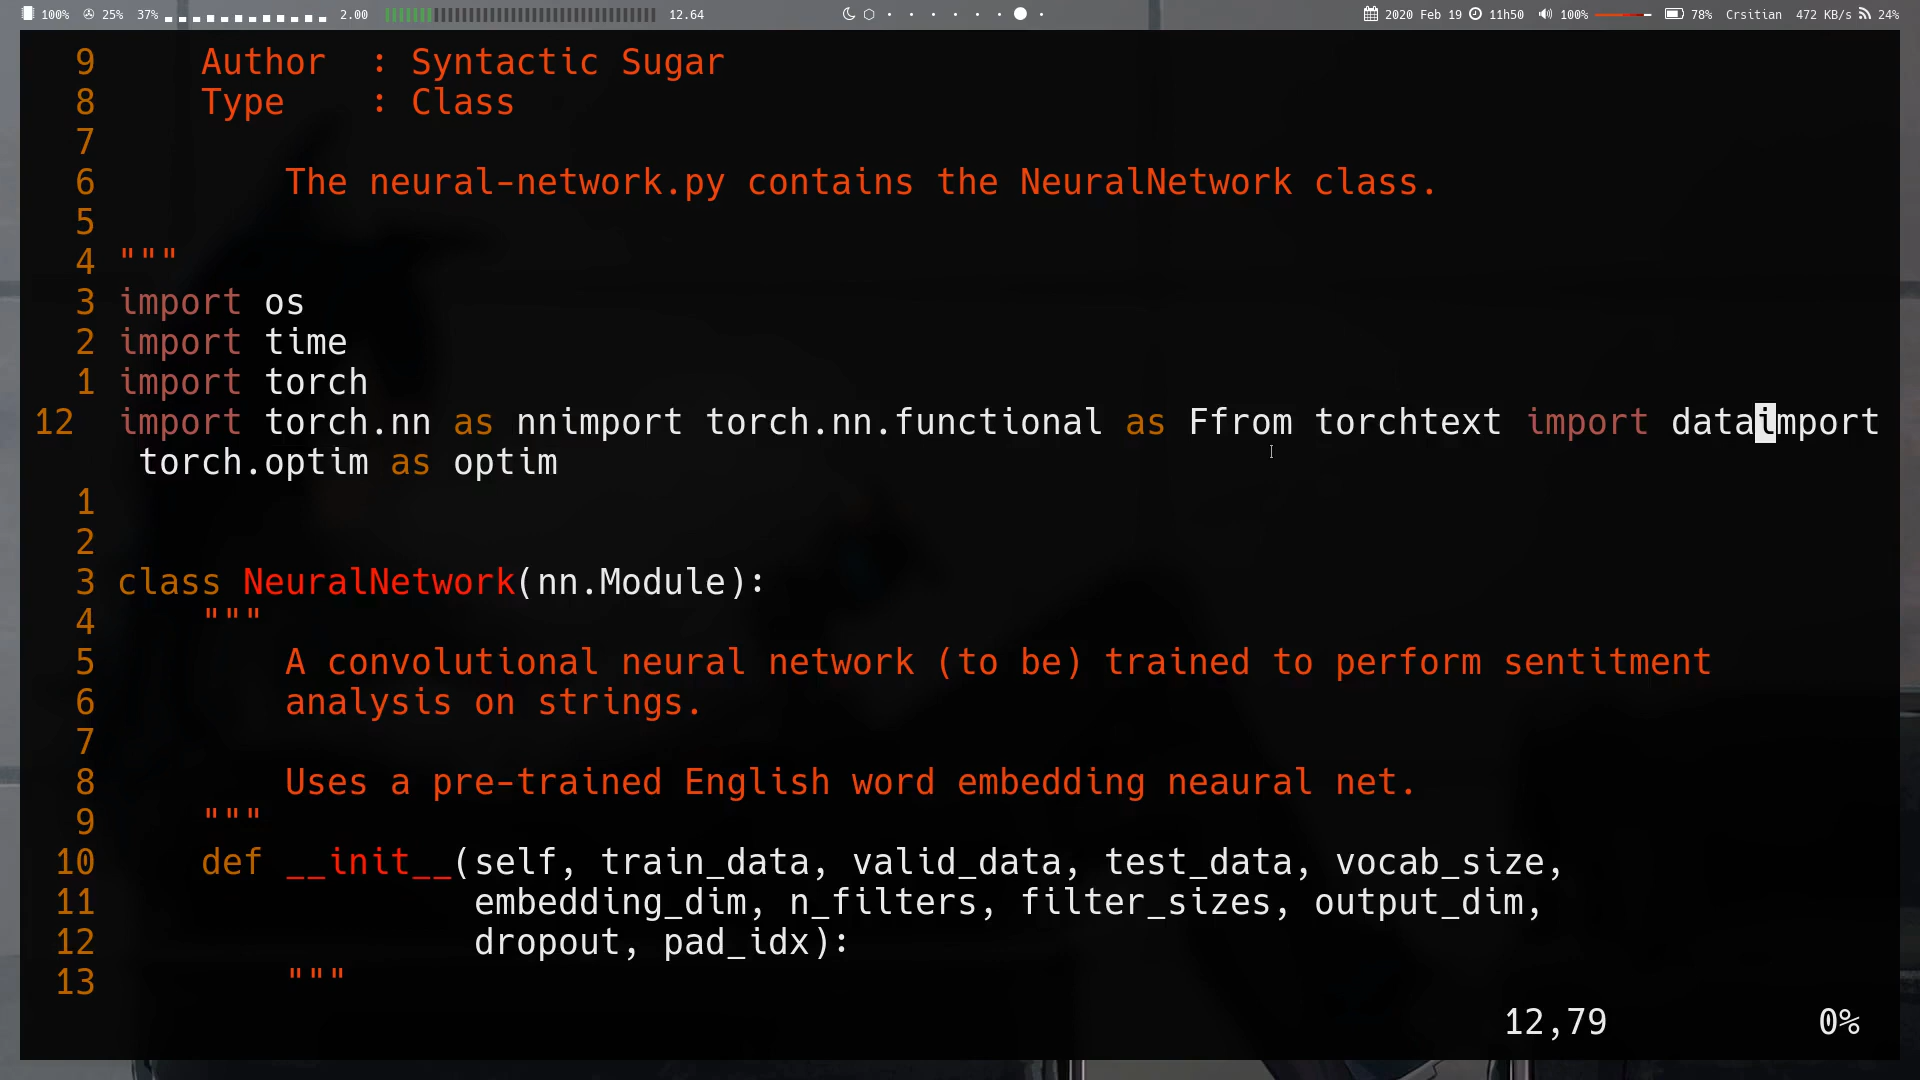 100% 25% 37% 2.00 12.64 2020 Feb 19 11h50 100% 78% Crsitian 472 KB/s 24%
9 Author : Syntactic Sugar
8 Type : Class
7
6 The neural-network.py contains the NeuralNetwork class.
5
4 """
3 import os
2 import time
1 import torch
12 import torch.nn as nnimport torch.nn.functional as Ffrom torchtext import dataimport
torch.optim as optim
1
2
3 class NeuralNetwork(nn.Module):
4 """
5 A convolutional neural network (to be) trained to perform sentitment
6 analysis on strings.
7
8 Uses a pre-trained English word embedding neaural net.
9 """
10 def __init__(self, train_data, valid_data, test_data, vocab_size,
11 embedding_dim, n_filters, filter_sizes, output_dim,
12 dropout, pad_idx):
13 """
12,79 0%